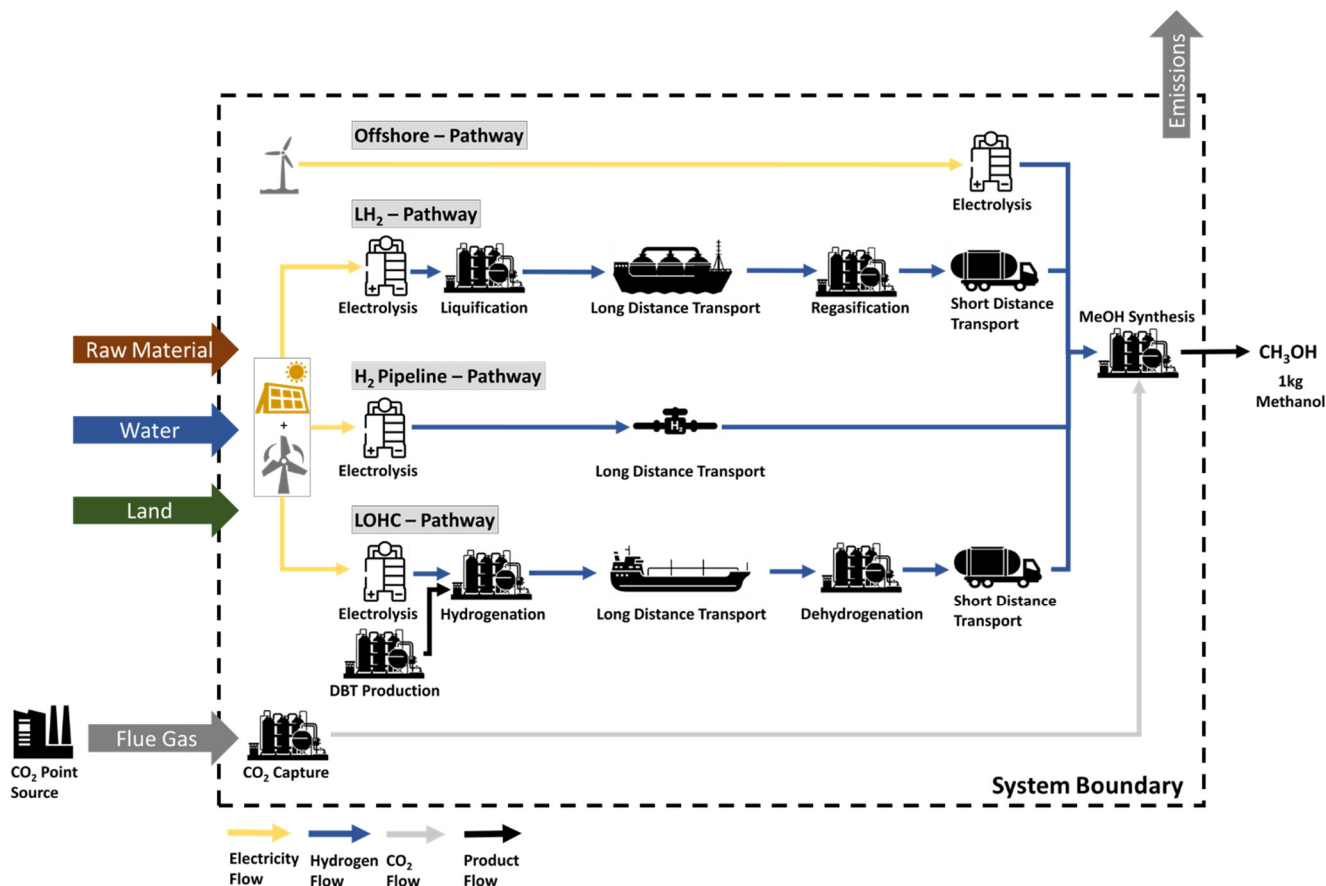 Emissions
Offshore – Pathway
Electrolysis
LH₂ – Pathway
Electrolysis
Liquification
Long Distance Transport
Regasification
Short Distance
Transport
MeOH Synthesis
CH₃OH
1kg
Methanol
Raw Material
Water
Land
+
H₂ Pipeline – Pathway
Electrolysis
H₂
Long Distance Transport
LOHC – Pathway
Electrolysis
Hydrogenation
Long Distance Transport
Dehydrogenation
Short Distance
Transport
DBT Production
Flue Gas
CO₂ Point
Source
CO₂ Capture
System Boundary
Electricity
Flow
Hydrogen
Flow
CO₂
Flow
Product
Flow